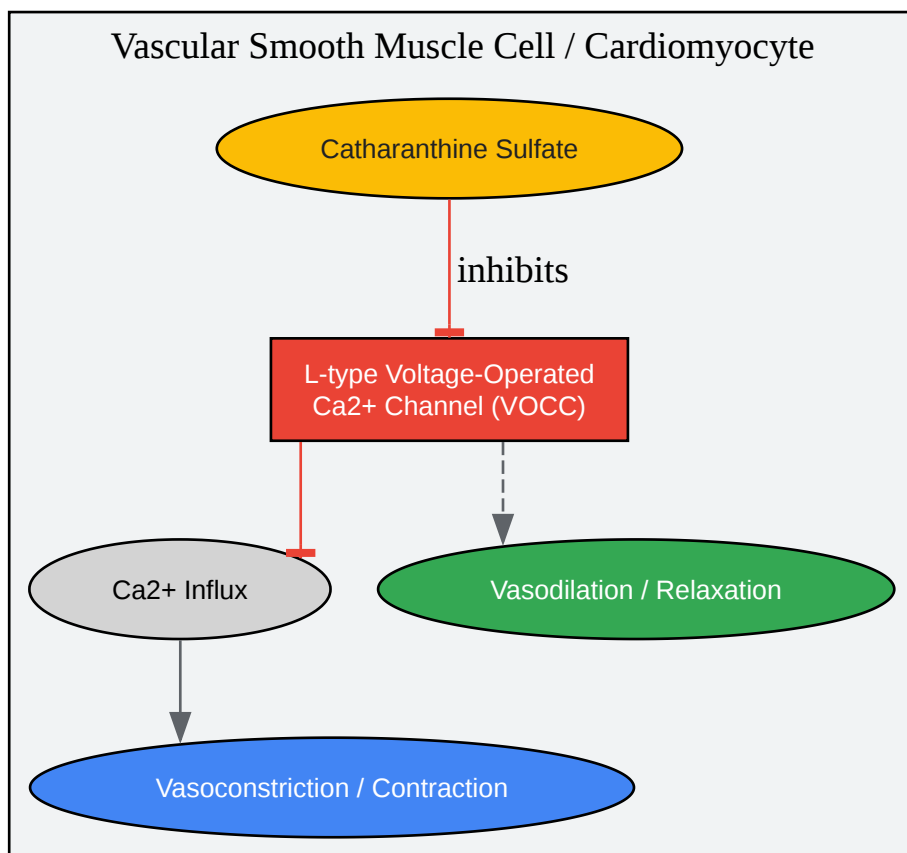 Vascular Smooth Muscle Cell / Cardiomyocyte
Catharanthine Sulfate
inhibits
L-type Voltage-Operated
Ca2+ Channel (VOCC)
Ca2+ Influx
Vasodilation / Relaxation
Vasoconstriction / Contraction